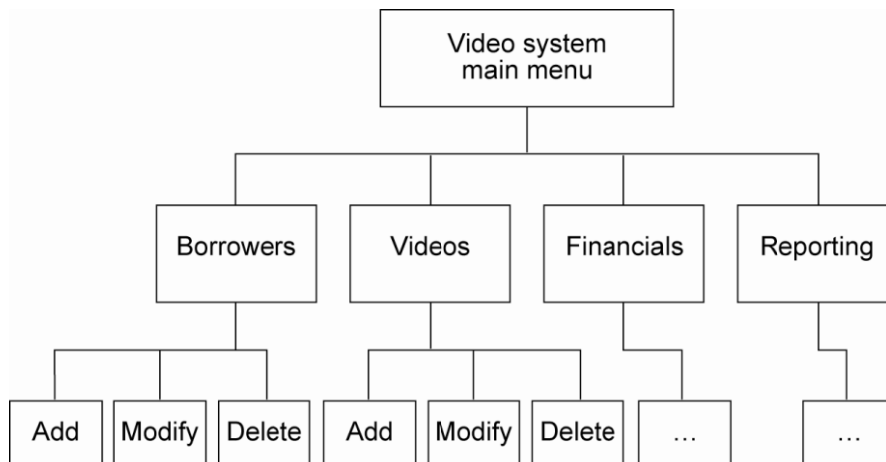 Video system
main menu
Borrowers
Videos
Financials
Reporting
Add
Modify
Delete
Add
Modify
Delete
...
...